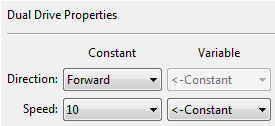 Dual Drive Properties
Constant Variable
Direction: Forward <-Constant
Speed: 10 <-Constant